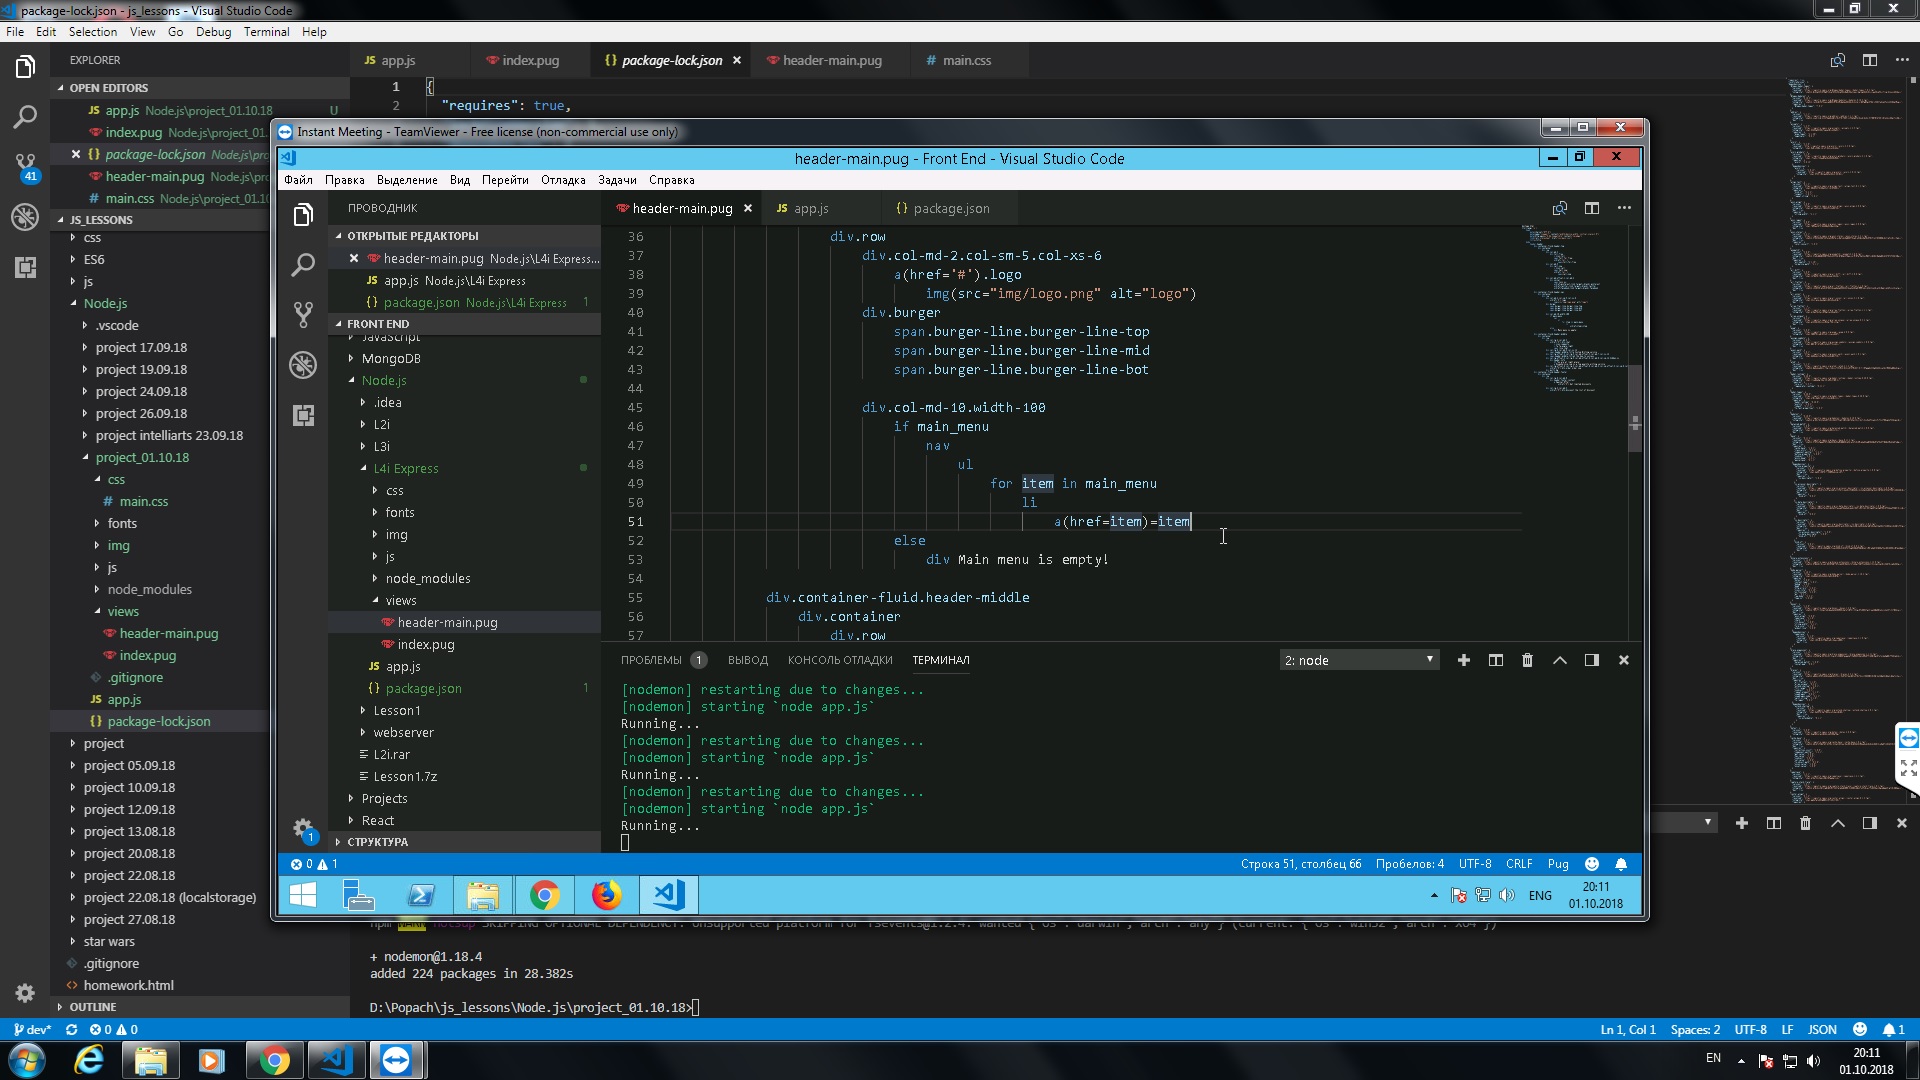 package-lock.json - js_lessons - Visual Studio Code
File Edit Selection View Go Debug Terminal Help
EXPLORER
OPEN EDITORS
JS app.js Node.js\project_01.10.18 U
index.pug Node.js\project_01.
{} package-lock.json Node.js\pro
header-main.pug Node.js\pr
# main.css Node.js\project_01.10
JS_LESSONS
css
ES6
js
Node.js
.vscode
project 17.09.18
project 19.09.18
project 24.09.18
project 26.09.18
project intelliarts 23.09.18
project_01.10.18
css
# main.css
fonts
img
js
node_modules
views
header-main.pug
index.pug
.gitignore
JS app.js
{} package-lock.json
project
project 05.09.18
project 10.09.18
project 12.09.18
project 13.08.18
project 20.08.18
project 22.08.18
project 22.08.18 (localstorage)
project 27.08.18
star wars
.gitignore
<> homework.html
OUTLINE
41
JS app.js
index.pug
{} package-lock.json
header-main.pug
# main.css
1 {
2 "requires": true,
Instant Meeting - TeamViewer - Free license (non-commercial use only)
header-main.pug - Front End - Visual Studio Code
Файл Правка Выделение Вид Перейти Отладка Задачи Справка
ПРОВОДНИК
ОТКРЫТЫЕ РЕДАКТОРЫ
header-main.pug Node.js\L4i Express...
JS app.js Node.js\L4i Express
{} package.json Node.js\L4i Express 1
FRONT END
JavaScript
MongoDB
Node.js
.idea
L2i
L3i
L4i Express
css
fonts
img
js
node_modules
views
header-main.pug
index.pug
JS app.js
{} package.json 1
Lesson1
webserver
L2i.rar
Lesson1.7z
Projects
React
СТРУКТУРА
1
header-main.pug
JS app.js
{} package.json
36 div.row
37 div.col-md-2.col-sm-5.col-xs-6
38 a(href='#').logo
39 img(src="img/logo.png" alt="logo")
40 div.burger
41 span.burger-line.burger-line-top
42 span.burger-line.burger-line-mid
43 span.burger-line.burger-line-bot
44
45 div.col-md-10.width-100
46 if main_menu
47 nav
48 ul
49 for item in main_menu
50 li
51 a(href=item)=item
52 else
53 div Main menu is empty!
54
55 div.container-fluid.header-middle
56 div.container
57 div.row
ПРОБЛЕМЫ 1 ВЫВОД КОНСОЛЬ ОТЛАДКИ ТЕРМИНАЛ 2: node
[nodemon] restarting due to changes...
[nodemon] starting `node app.js`
Running...
[nodemon] restarting due to changes...
[nodemon] starting `node app.js`
Running...
[nodemon] restarting due to changes...
[nodemon] starting `node app.js`
Running...
0 1 Строка 51, столбец 66 Пробелов: 4 UTF-8 CRLF Pug
ENG 20:11
01.10.2018
npm WARN notsup SKIPPING OPTIONAL DEPENDENCY: Unsupported platform for fsevents@1.2.4: wanted {"os":"darwin","arch":"any"} (current: {"os":"win32","arch":"x64"})
+ nodemon@1.18.4
added 224 packages in 28.382s
D:\Popach\js_lessons\Node.js\project_01.10.18>
dev* 0 0 Ln 1, Col 1 Spaces: 2 UTF-8 LF JSON 1
EN 20:11
01.10.2018